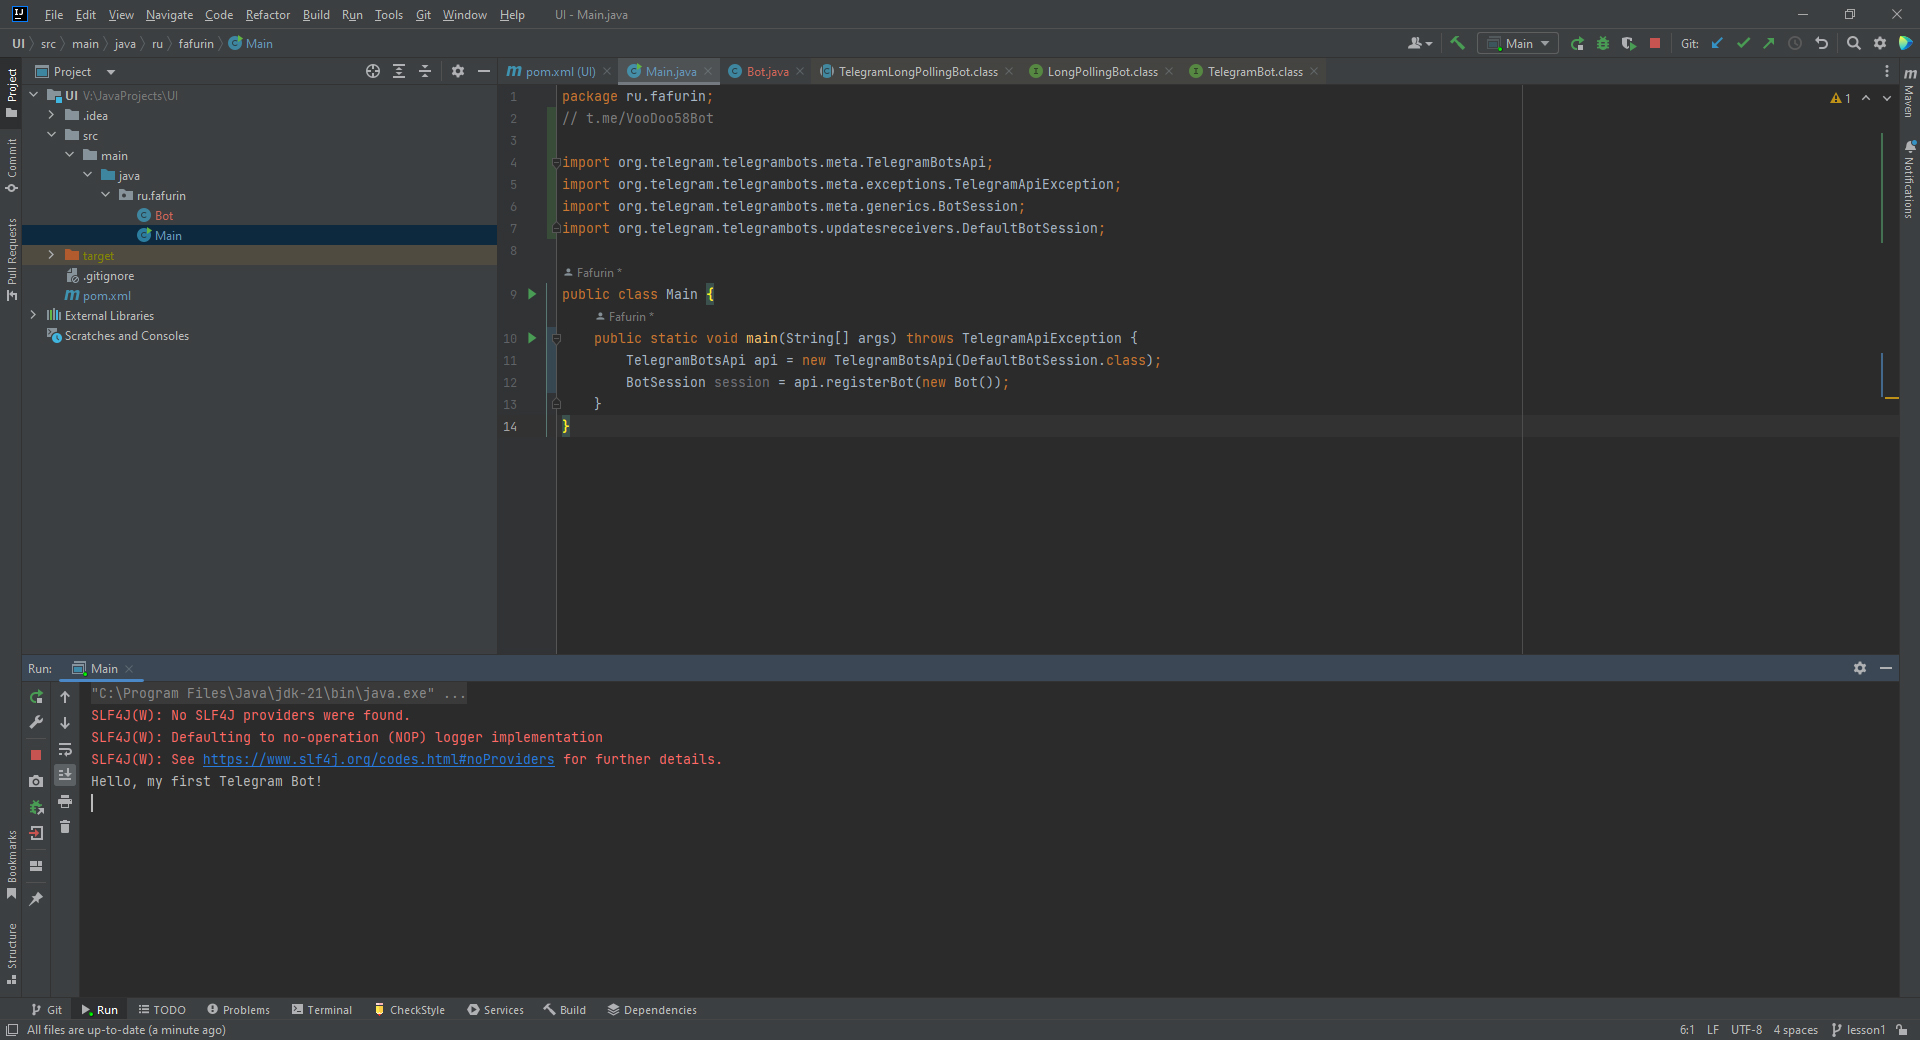 File Edit View Navigate Code Refactor Build Run Tools Git Window Help UI - Main.java
UI src main java ru fafurin Main
Main
Git:
Project
pom.xml (UI) Main.java Bot.java TelegramLongPollingBot.class LongPollingBot.class TelegramBot.class
Project
Commit
Pull Requests
Bookmarks
Structure
UI V:\JavaProjects\UI
.idea
src
main
java
ru.fafurin
Bot
Main
target
.gitignore
pom.xml
External Libraries
Scratches and Consoles
1 package ru.fafurin;
2 // t.me/VooDoo58Bot
3
4 import org.telegram.telegrambots.meta.TelegramBotsApi;
5 import org.telegram.telegrambots.meta.exceptions.TelegramApiException;
6 import org.telegram.telegrambots.meta.generics.BotSession;
7 import org.telegram.telegrambots.updatesreceivers.DefaultBotSession;
8
Fafurin *
9 public class Main {
Fafurin *
10 public static void main(String[] args) throws TelegramApiException {
11 TelegramBotsApi api = new TelegramBotsApi(DefaultBotSession.class);
12 BotSession session = api.registerBot(new Bot());
13 }
14 }
1
m
Maven
Notifications
Run: Main
"C:\Program Files\Java\jdk-21\bin\java.exe" ...
SLF4J(W): No SLF4J providers were found.
SLF4J(W): Defaulting to no-operation (NOP) logger implementation
SLF4J(W): See https://www.slf4j.org/codes.html#noProviders for further details.
Hello, my first Telegram Bot!
Git Run TODO Problems Terminal CheckStyle Services Build Dependencies
All files are up-to-date (a minute ago)
6:1 LF UTF-8 4 spaces lesson1